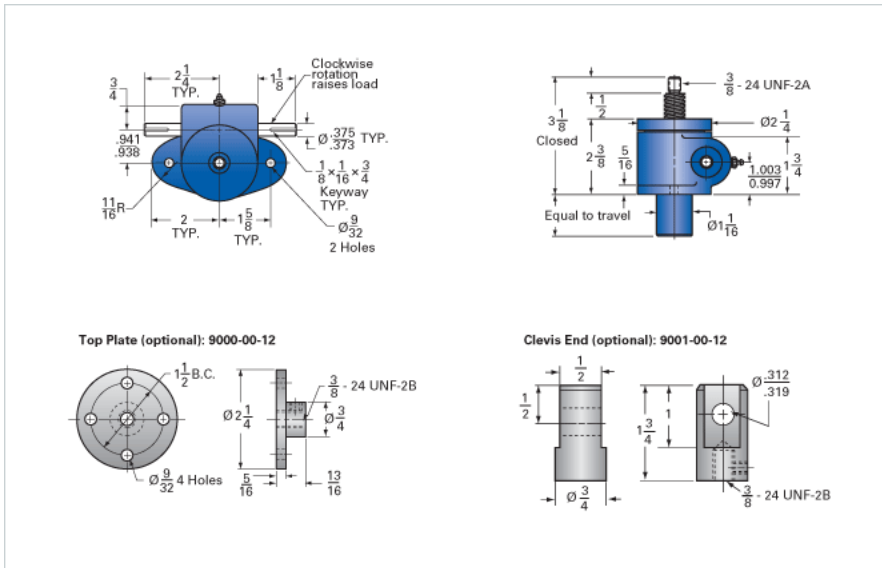 Clockwise
rotation
raises load
2 1/4
TYP.
1 1/8
3/4
.941
.938
Ø .375
.373 TYP.
1/8 × 1/16 × 3/4
Keyway
TYP.
11/16 R
2
TYP.
1 5/8
TYP.
Ø 9/32
2 Holes
3/8 - 24 UNF-2A
1/2
3 1/8
Closed
Ø2 1/4
2 3/8
5/16
1.003
0.997
1 3/4
Equal to travel
Ø1 1/16
Top Plate (optional): 9000-00-12
1 1/2 B.C.
Ø 2 1/4
3/8 - 24 UNF-2B
Ø 3/4
Ø 9/32 4 Holes
5/16
13/16
Clevis End (optional): 9001-00-12
1/2
1/2
1
1 3/4
Ø .312
.319
Ø 3/4
3/8 - 24 UNF-2B